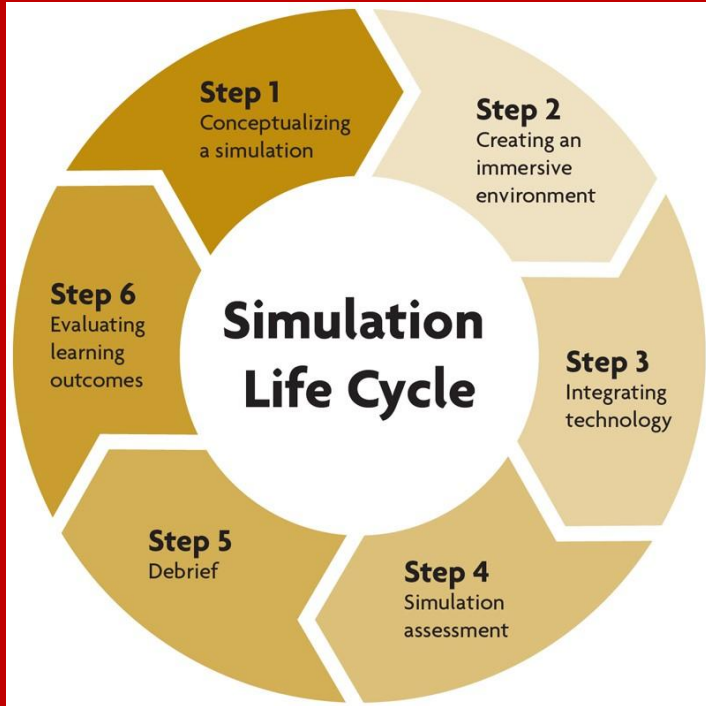 Simulation
Life Cycle
Step 1
Conceptualizing
a simulation
Step 2
Creating an
immersive
environment
Step 3
Integrating
technology
Step 4
Simulation
assessment
Step 5
Debrief
Step 6
Evaluating
learning
outcomes